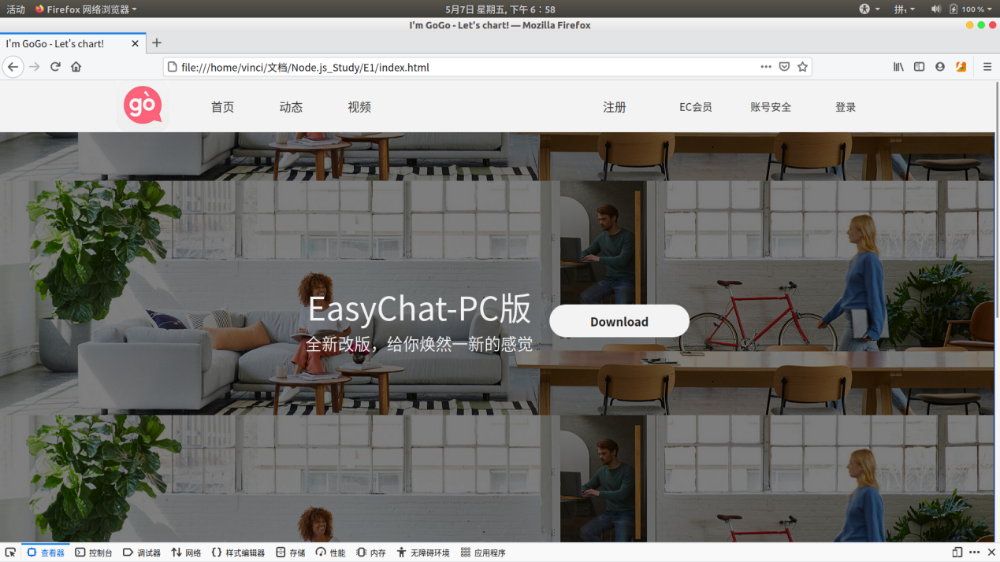 活动 Firefox 网络浏览器 5月7日 星期五, 下午 6：58 拼₁ 100 %
I'm GoGo - Let's chart! — Mozilla Firefox
I'm GoGo - Let's chart!
file:///home/vinci/文档/Node.js_Study/E1/index.html
gò 首页 动态 视频 注册 EC会员 账号安全 登录
EasyChat-PC版
Download
全新改版，给你焕然一新的感觉
查看器 控制台 调试器 网络 样式编辑器 存储 性能 内存 无障碍环境 应用程序